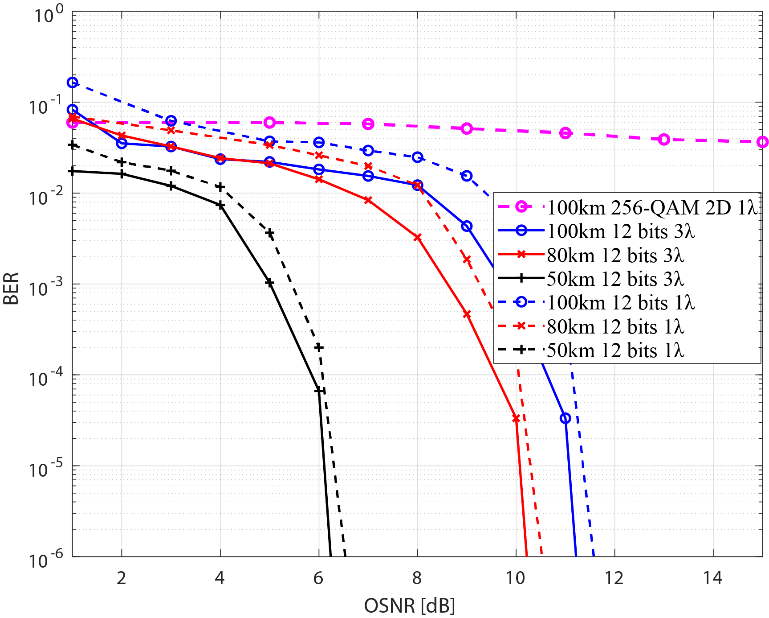 10^0
10^-1
10^-2
10^-3
10^-4
10^-5
10^-6
BER
100km 256-QAM 2D 1λ
100km 12 bits 3λ
80km 12 bits 3λ
50km 12 bits 3λ
100km 12 bits 1λ
80km 12 bits 1λ
50km 12 bits 1λ
2 4 6 8 10 12 14
OSNR [dB]